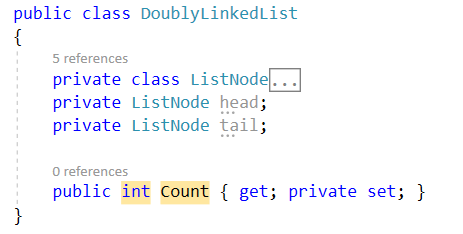 public class DoublyLinkedList
{
5 references
private class ListNode...
private ListNode head;
private ListNode tail;
0 references
public int Count { get; private set; }
}